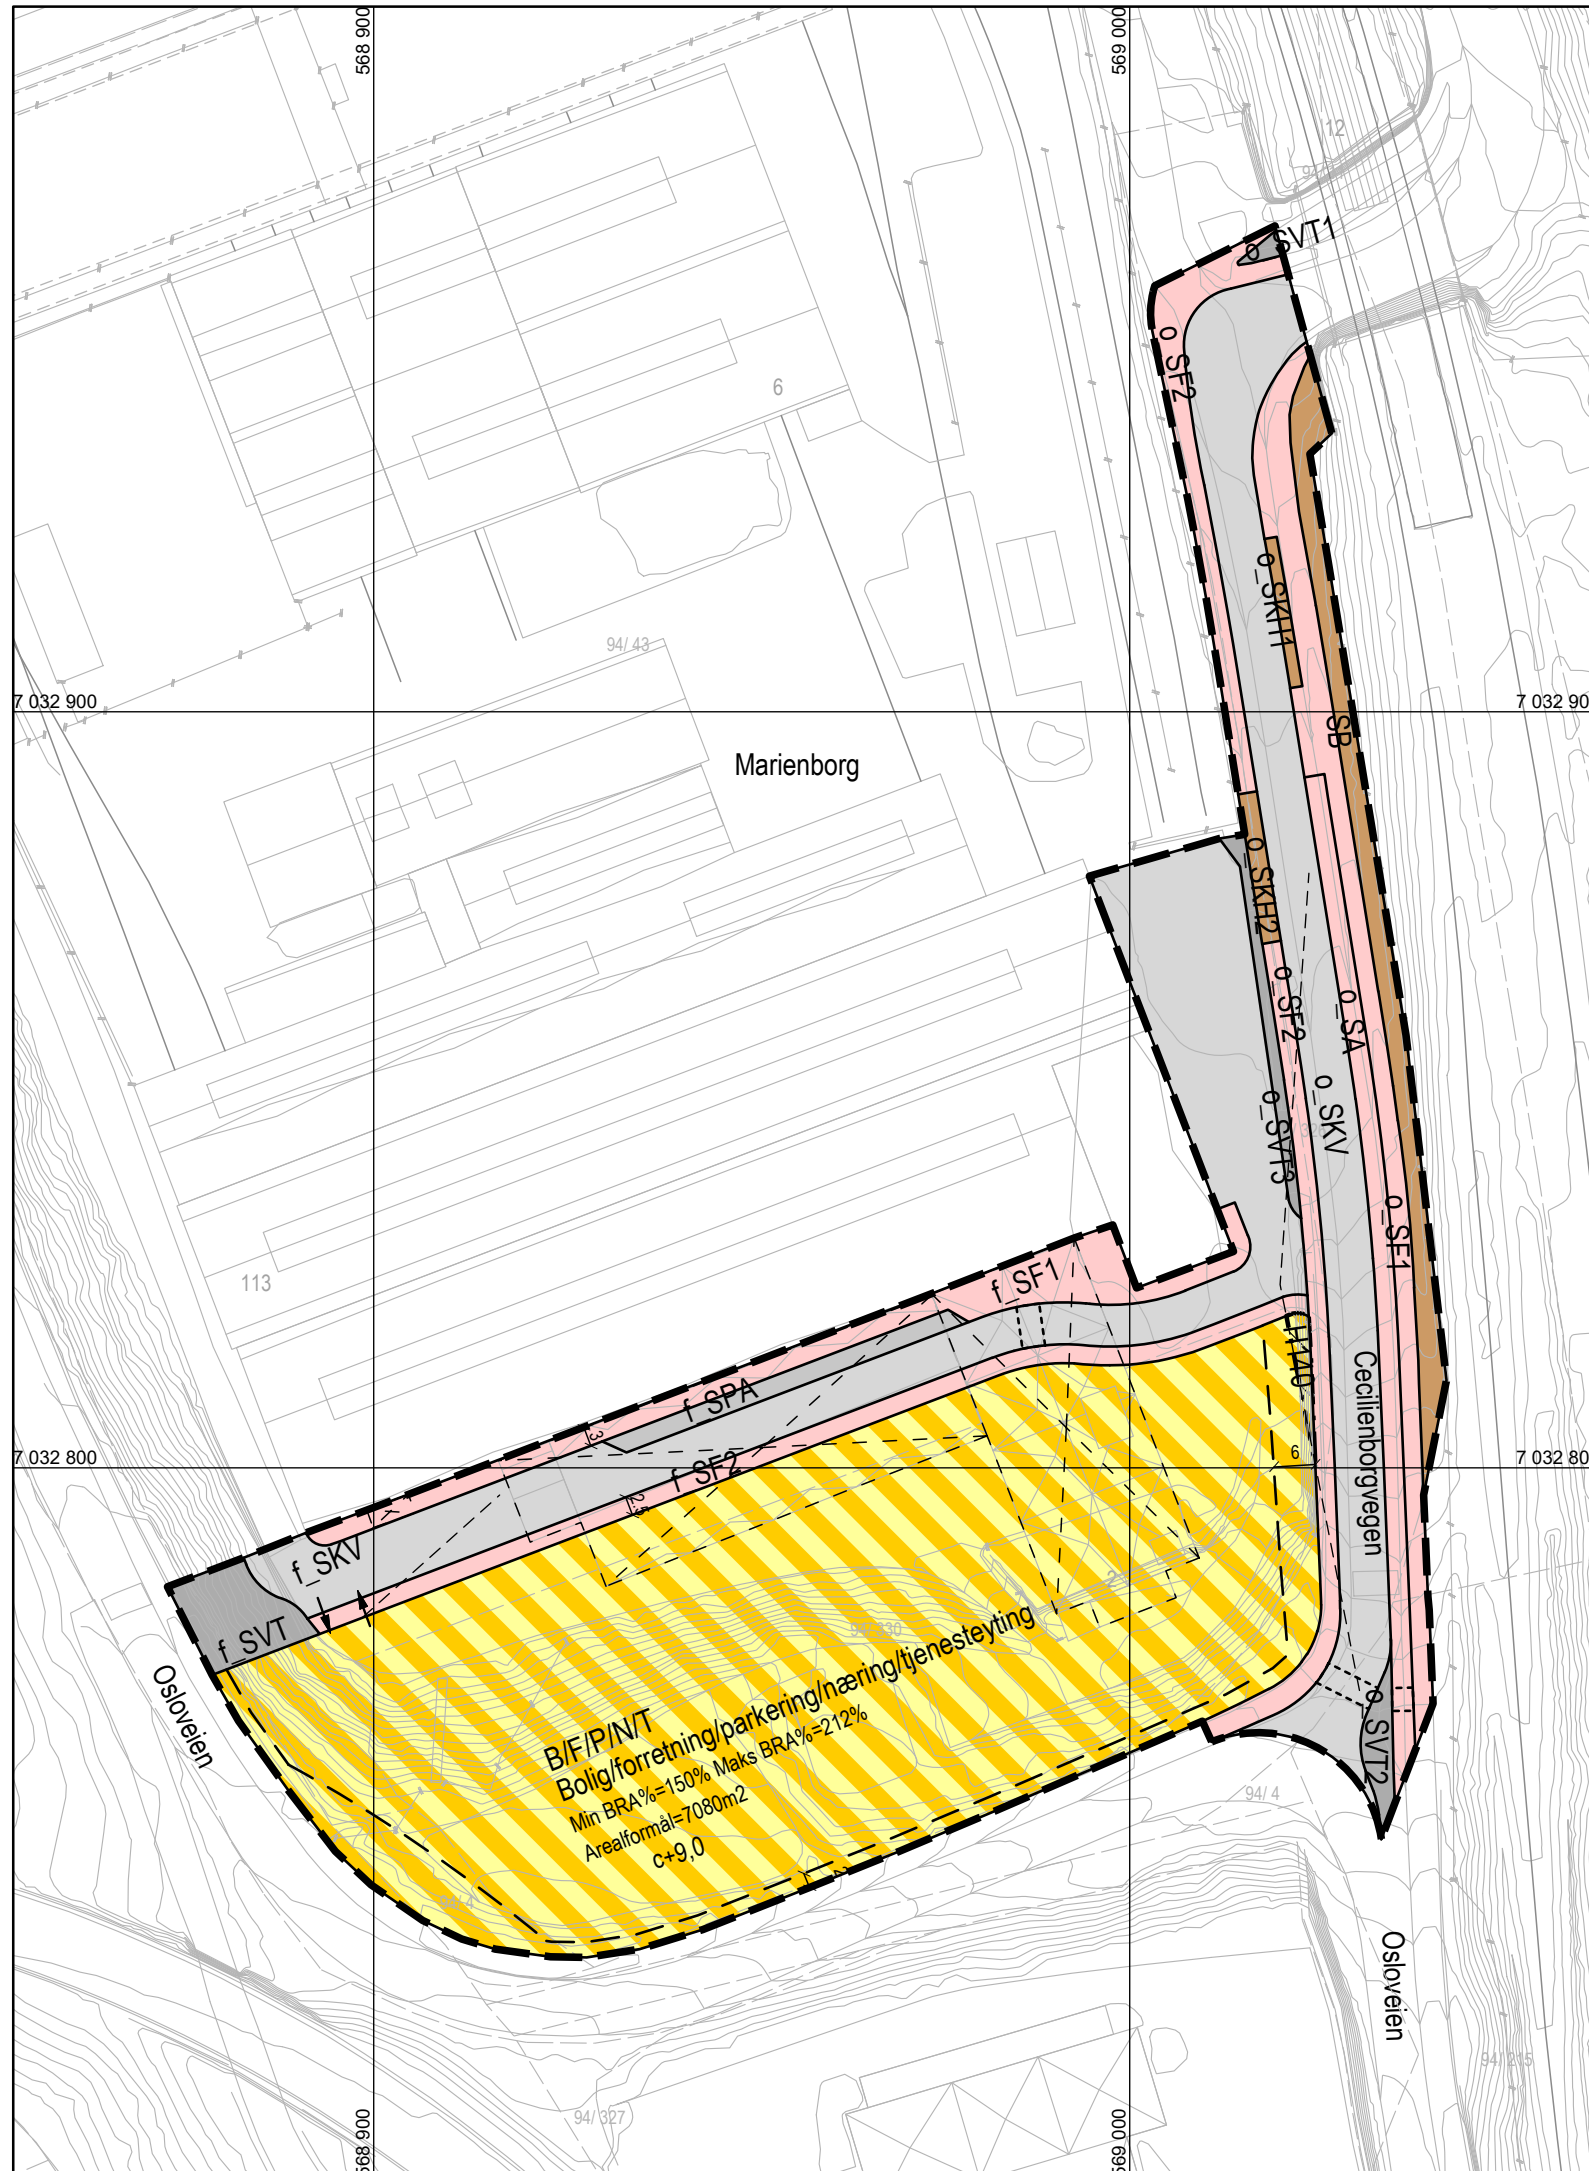 568 900
569 000
12
o_SVT1
o_SF2
6
o_SKH1
94/ 43
7 032 900
7 032 90
SB
Marienborg
o_SKH2
o_SF2
o_SA
o_SKV
o_SVT3
o_SF1
113
f_SF1
H140
f_SPA
Cecilienborgvegen
3
7 032 800
f_SF2
6
7 032 80
2.5
f_SKV
f_SVT
94/ 330
Osloveien
B/F/P/N/T
Bolig/forretning/parkering/næring/tjenesteyting
Min BRA%=150% Maks BRA%=212%
Arealformål=7080m2
c+9,0
o_SVT2
94/ 4
94/ 4
2
Osloveien
94/ 215
94/ 327
568 900
569 000